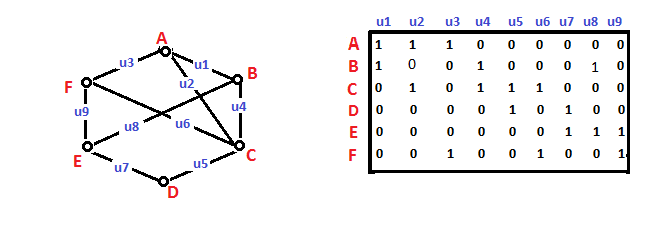 A
u3
u1
F
B
u2
u9
u4
u8
u6
E
C
u7
u5
D
u1 u2 u3 u4 u5 u6 u7 u8 u9
A 1 1 1 0 0 0 0 0 0
B 1 0 0 1 0 0 0 1 0
C 0 1 0 1 1 1 0 0 0
D 0 0 0 0 1 0 1 0 0
E 0 0 0 0 0 0 1 1 1
F 0 0 1 0 0 1 0 0 1